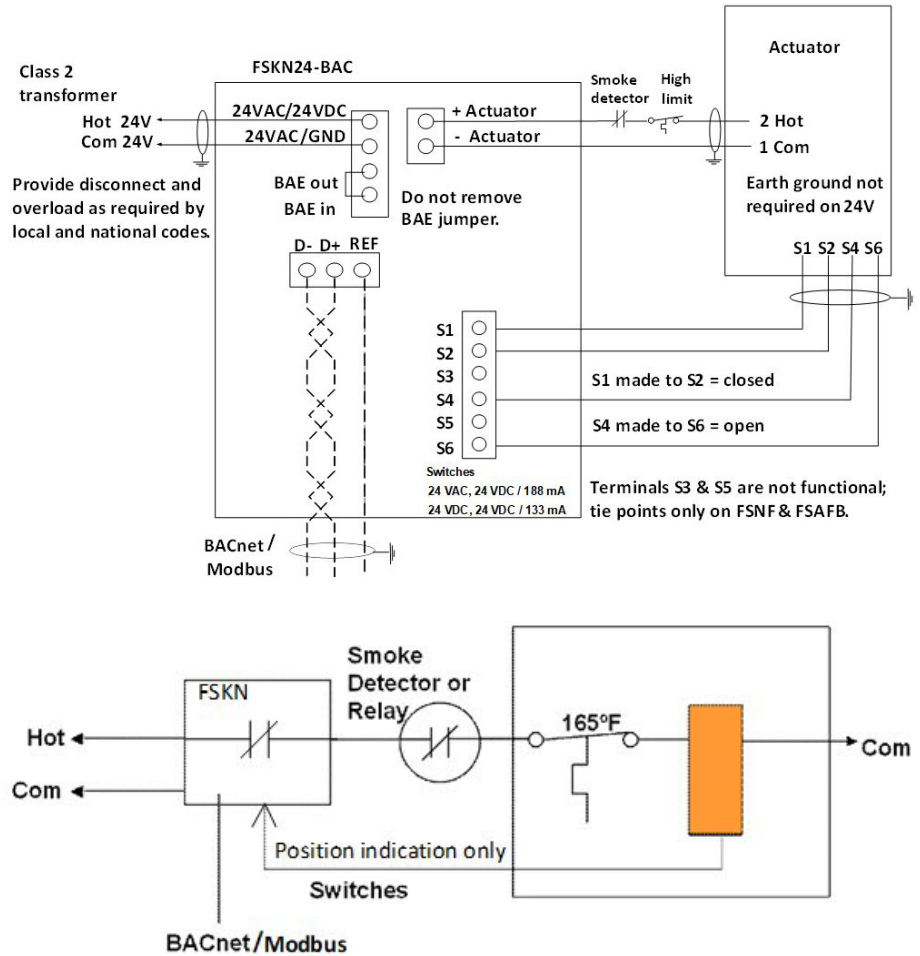 Actuator
FSKN24-BAC
Class 2
transformer
Smoke
detector
High
limit
Hot 24V
Com 24V
24VAC/24VDC
24VAC/GND
+ Actuator
- Actuator
2 Hot
1 Com
Provide disconnect and
overload as required by
local and national codes.
BAE out
BAE in
Do not remove
BAE jumper.
Earth ground not
required on 24V
D- D+ REF
S1 S2 S4 S6
S1
S2
S3
S4
S5
S6
S1 made to S2 = closed
S4 made to S6 = open
Switches
24 VAC, 24 VDC / 188 mA
24 VDC, 24 VDC / 133 mA
Terminals S3 & S5 are not functional;
tie points only on FSNF & FSAFB.
BACnet /
Modbus
Smoke
Detector or
Relay
FSKN
165ºF
Hot
Com
Com
Position indication only
Switches
BACnet/Modbus